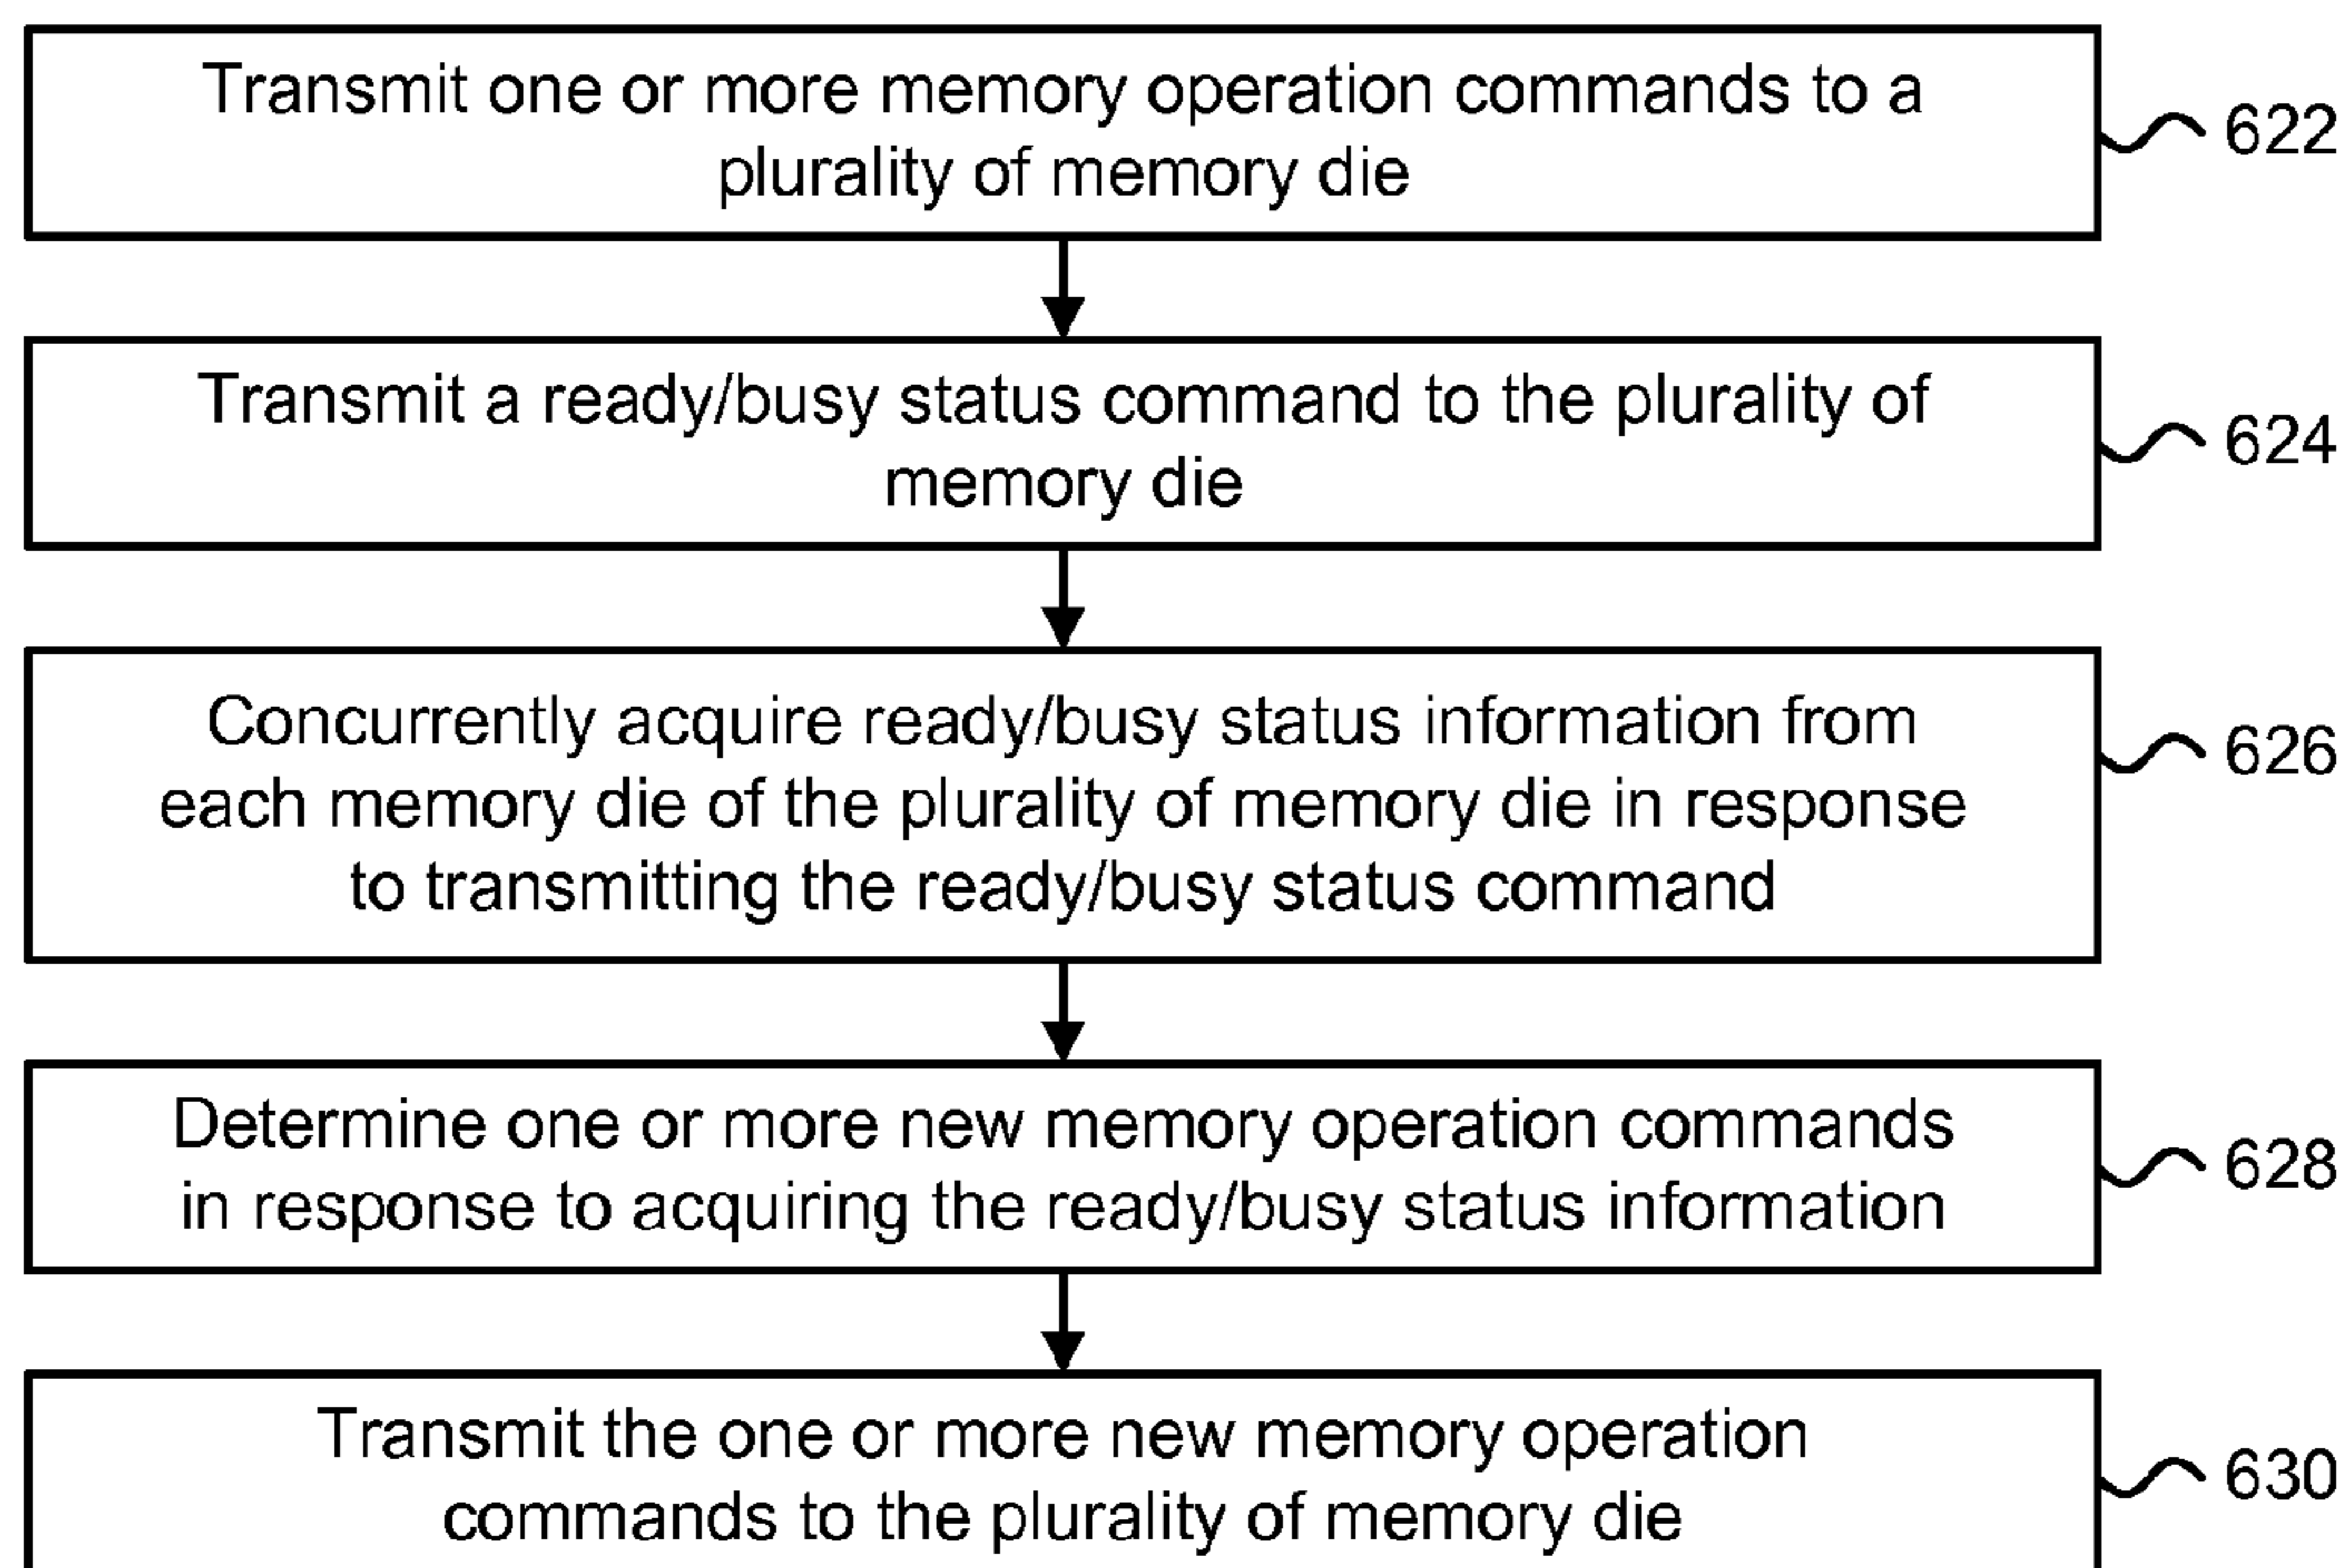 Transmit one or more memory operation commands to a
plurality of memory die
622
Transmit a ready/busy status command to the plurality of
memory die
624
Concurrently acquire ready/busy status information from
each memory die of the plurality of memory die in response
to transmitting the ready/busy status command
626
Determine one or more new memory operation commands
in response to acquiring the ready/busy status information
628
Transmit the one or more new memory operation
commands to the plurality of memory die
630